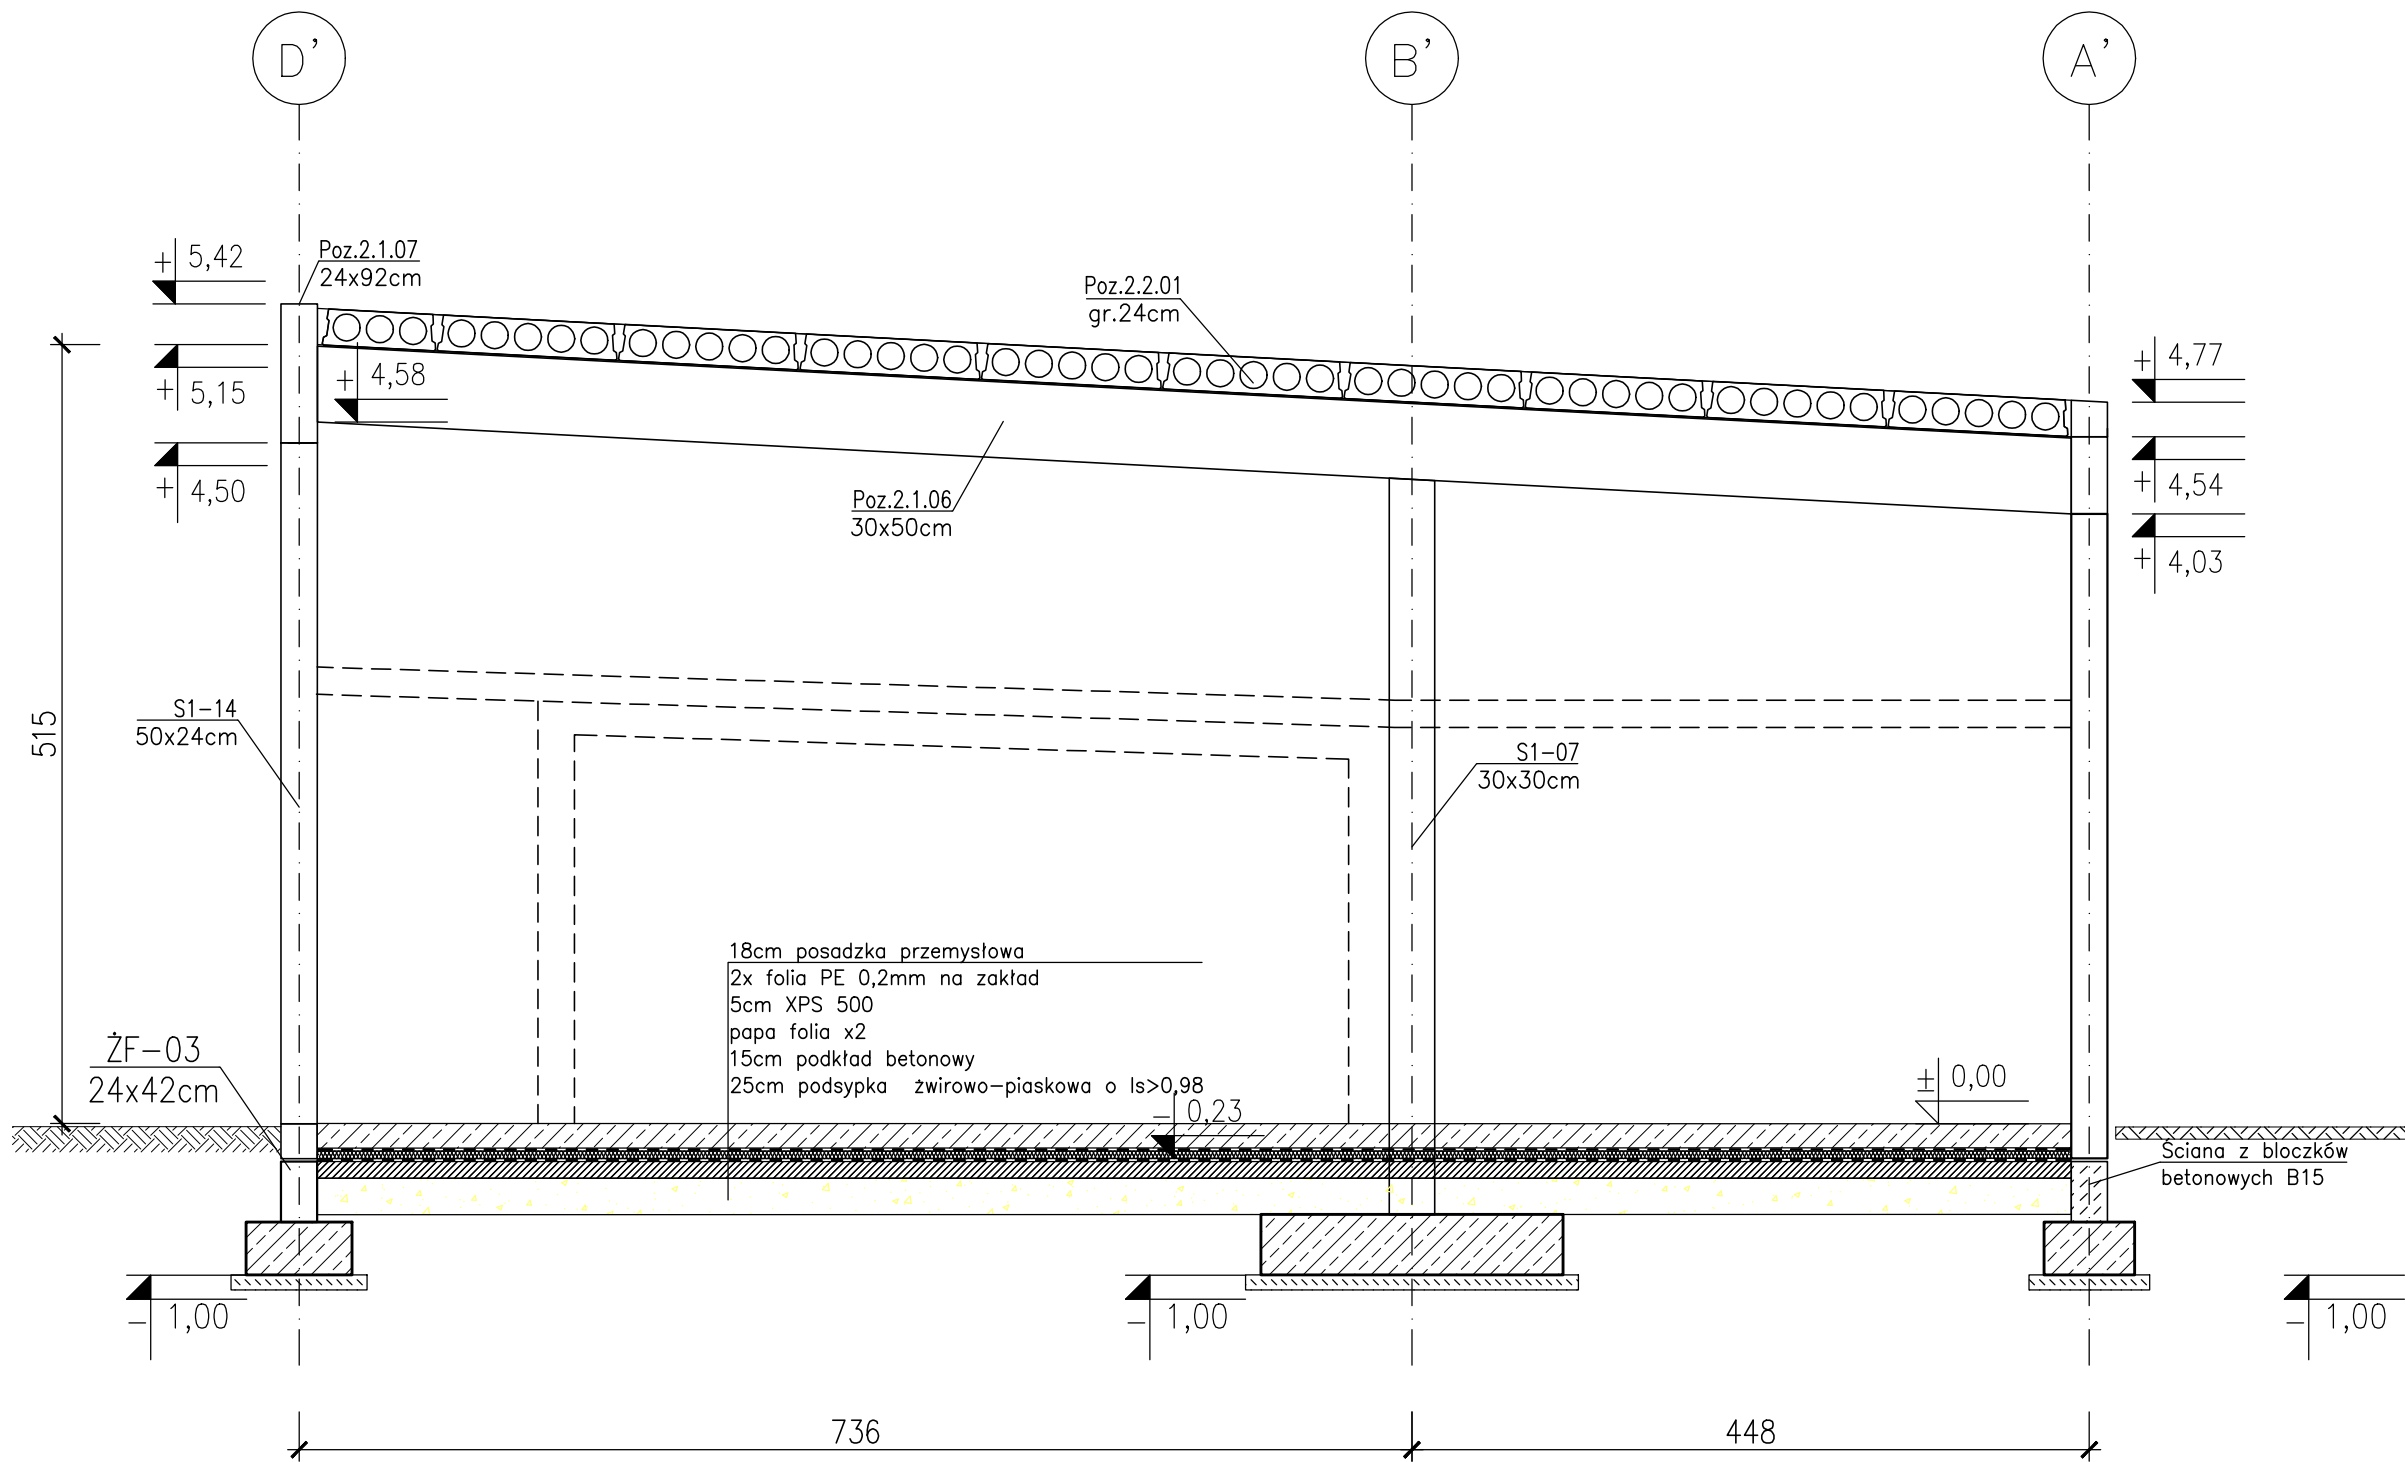 D'
B'
A'
+ 5,42
Poz.2.1.07
24x92cm
Poz.2.2.01
gr.24cm
+ 5,15
+ 4,58
+ 4,77
+ 4,50
+ 4,54
Poz.2.1.06
30x50cm
+ 4,03
515
S1-14
50x24cm
S1-07
30x30cm
18cm posadzka przemysłowa
2x folia PE 0,2mm na zakład
5cm XPS 500
papa folia x2
15cm podkład betonowy
25cm podsypka żwirowo-piaskowa o Is>0,98
ŻF-03
24x42cm
- 0,23
± 0,00
Ściana z bloczków
betonowych B15
- 1,00
- 1,00
- 1,00
736
448